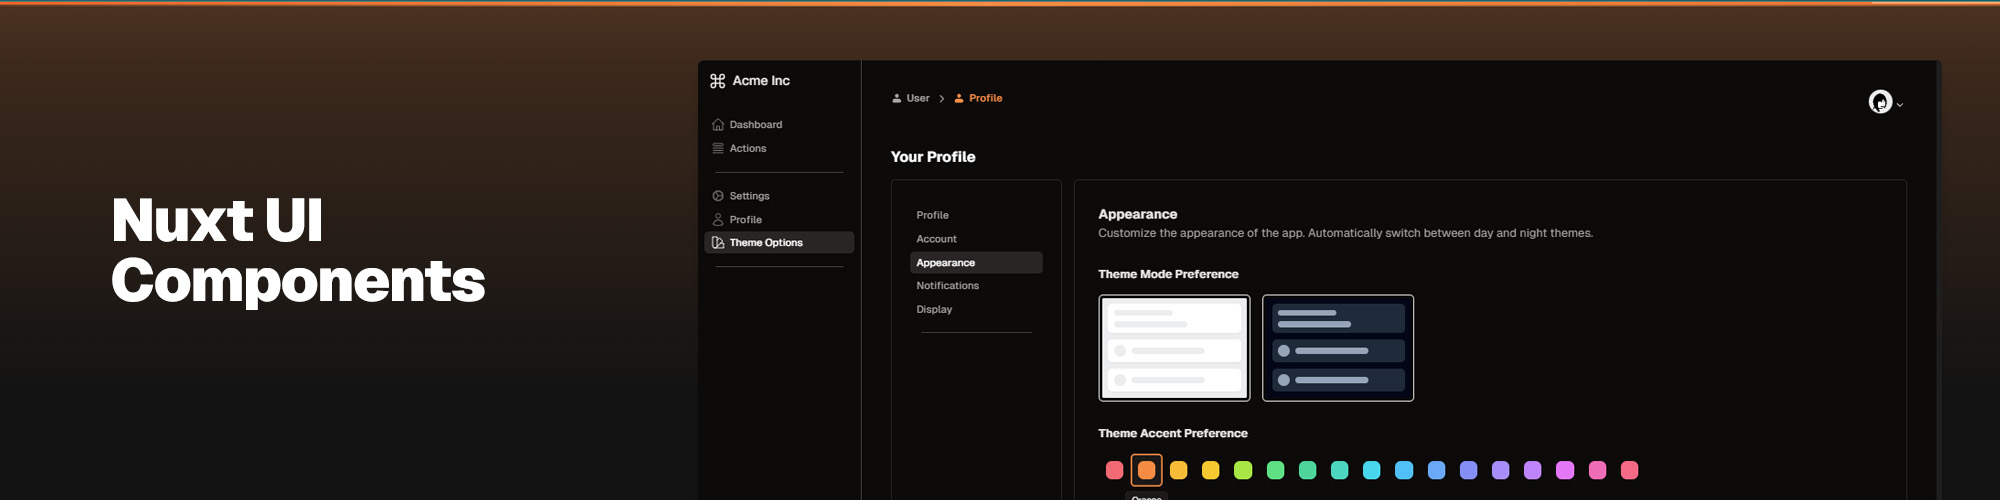 Nuxt UI
Components
Acme Inc
Dashboard
Actions
Settings
Profile
Theme Options
User
Profile
Your Profile
Profile
Account
Appearance
Notifications
Display
Appearance
Customize the appearance of the app. Automatically switch between day and night themes.
Theme Mode Preference
Theme Accent Preference
Orange